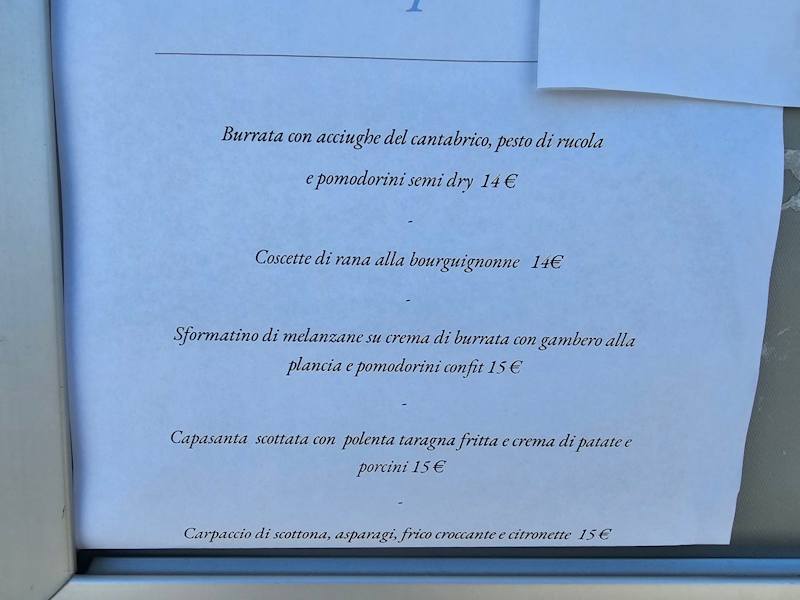 Burrata con acciughe del cantabrico, pesto di rucola
e pomodorini semi dry 14 €
-
Coscette di rana alla bourguignonne 14€
-
Sformatino di melanzane su crema di burrata con gambero alla
plancia e pomodorini confit 15 €
-
Capasanta scottata con polenta taragna fritta e crema di patate e
porcini 15 €
-
Carpaccio di scottona, asparagi, frico croccante e citronette 15 €